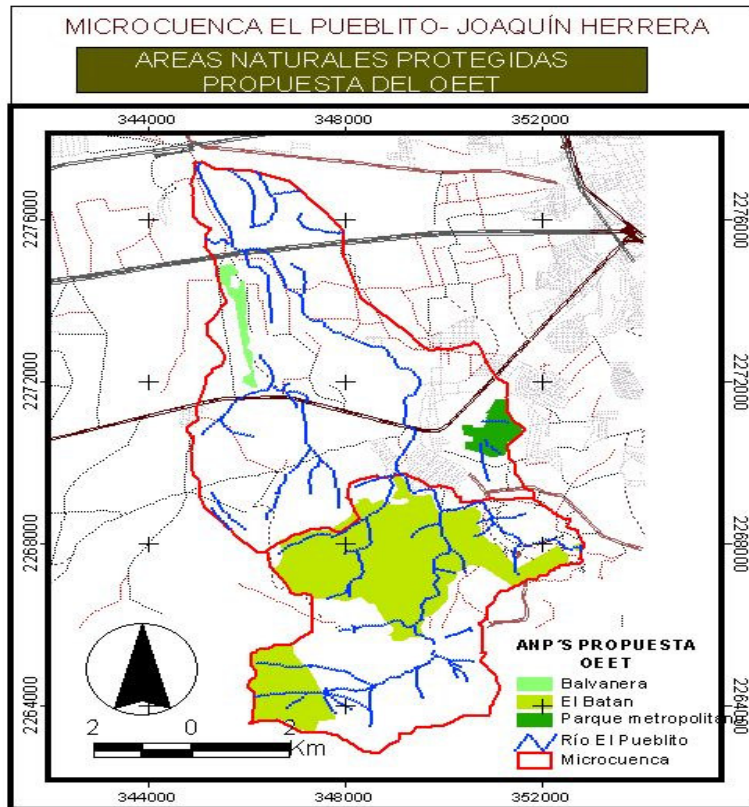 MICROCUENCA EL PUEBLITO- JOAQUÍN HERRERA
AREAS NATURALES PROTEGIDAS
PROPUESTA DEL OEET
344000 348000 352000
2276000 2276000
2272000 2272000
2268000 2268000
2264000 2264000
ANP´S PROPUESTA
OEET
Balvanera
El Batan
Parque metropolitan
Río El Pueblito
Microcuenca
2 0 2
Km
344000 348000 352000